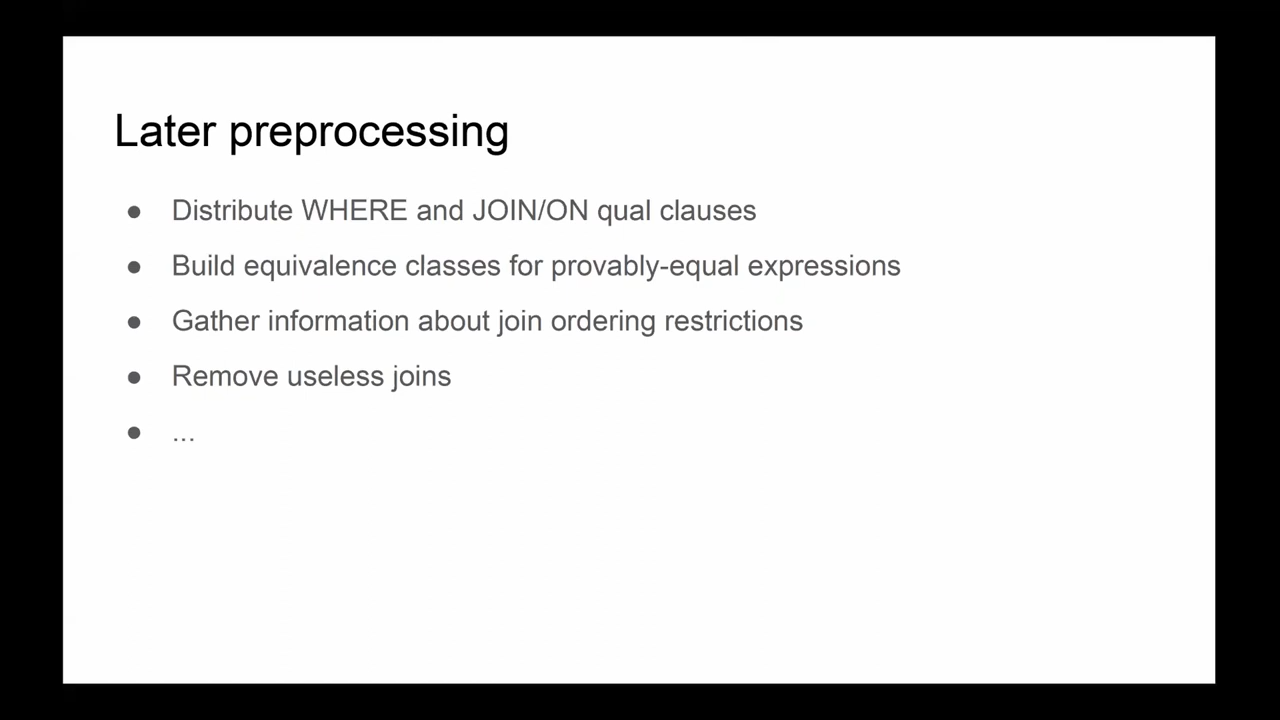 Later preprocessing
● Distribute WHERE and JOIN/ON qual clauses
● Build equivalence classes for provably-equal expressions
● Gather information about join ordering restrictions
● Remove useless joins
● ...